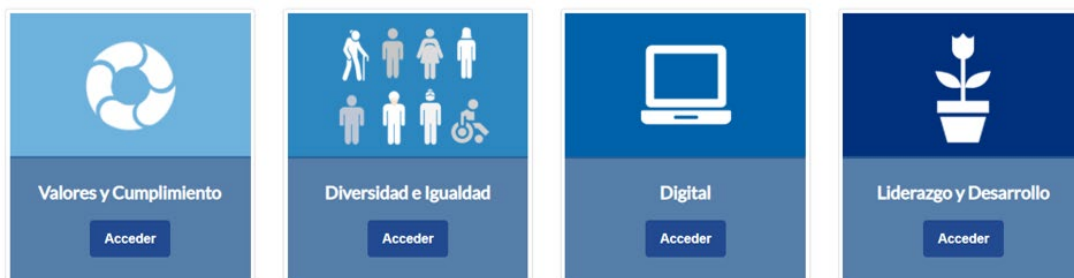 Valores y Cumplimiento
Acceder
Diversidad e Igualdad
Acceder
Digital
Acceder
Liderazgo y Desarrollo
Acceder